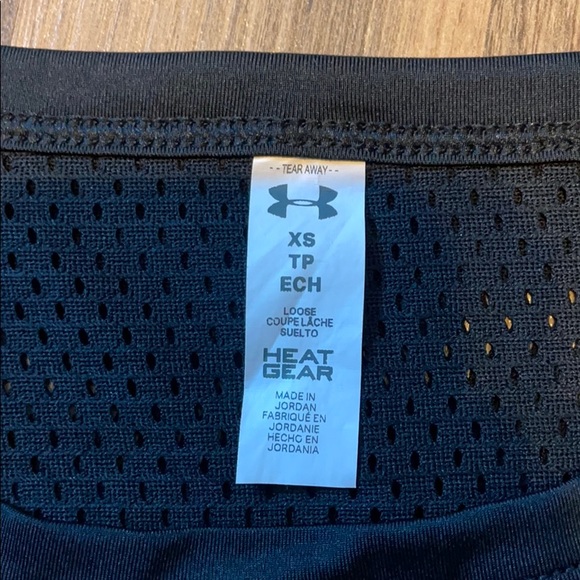 --TEAR AWAY--
XS
TP
ECH
LOOSE
COUPE LÂCHE
SUELTO
HEAT
GEAR
MADE IN
JORDAN
FABRIQUÉ EN
JORDANIE
HECHO EN
JORDANIA